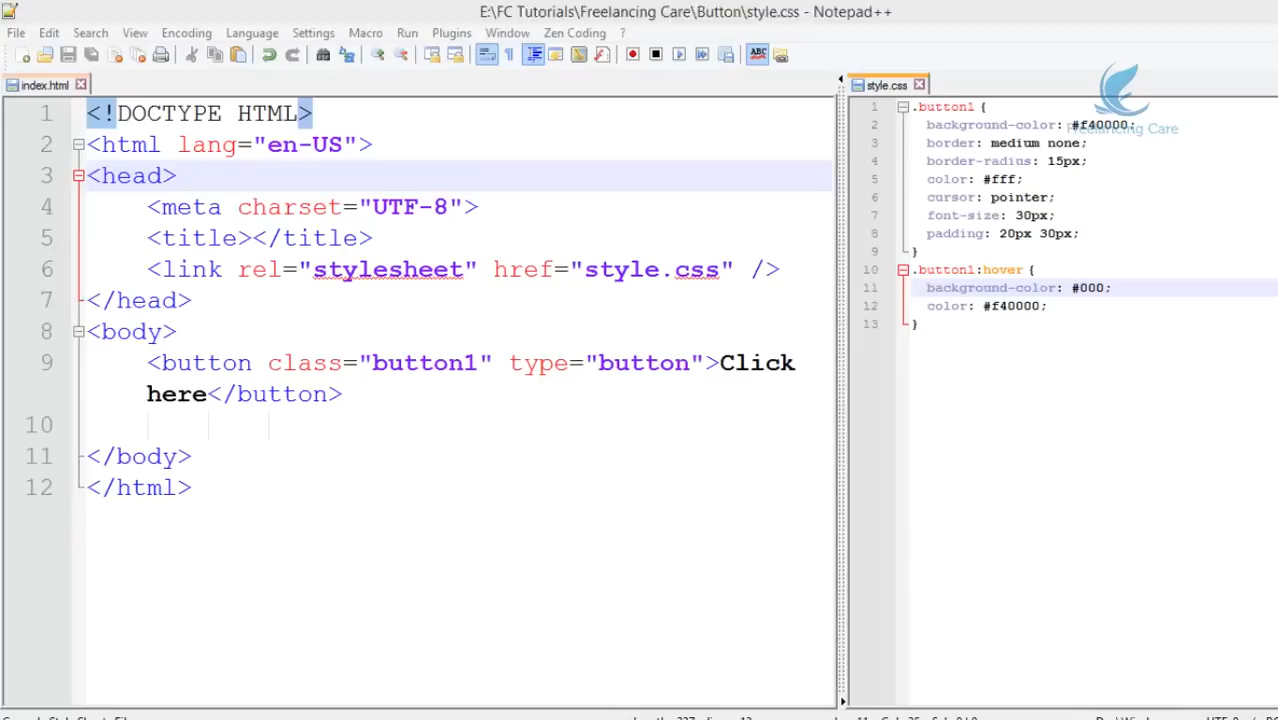 E:\FC Tutorials\Freelancing Care\Button\style.css - Notepad++
File Edit Search View Encoding Language Settings Macro Run Plugins Window Zen Coding ?
index.html
1 <!DOCTYPE HTML>
2 <html lang="en-US">
3 <head>
4 <meta charset="UTF-8">
5 <title></title>
6 <link rel="stylesheet" href="style.css" />
7 </head>
8 <body>
9 <button class="button1" type="button">Click
here</button>
10
11 </body>
12 </html>
style.css
1 .button1 {
2 background-color: #f40000;
3 border: medium none;
4 border-radius: 15px;
5 color: #fff;
6 cursor: pointer;
7 font-size: 30px;
8 padding: 20px 30px;
9 }
10 .button1:hover {
11 background-color: #000;
12 color: #f40000;
13 }
Freelancing Care
ABC